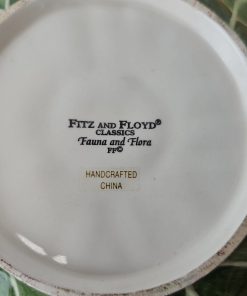 FITZ AND FLOYD®
CLASSICS
Fauna and Flora
FF©
HANDCRAFTED
CHINA